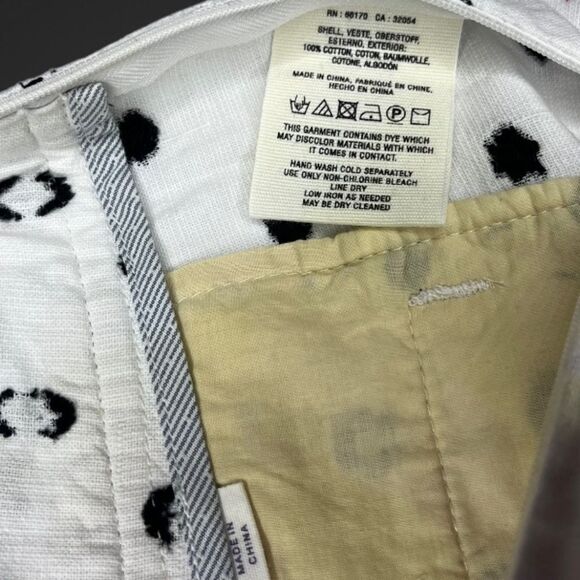 RN : 66170 CA : 32054
SHELL, VESTE, OBERSTOFF,
ESTERNO, EXTERIOR:
100% COTTON, COTON, BAUMWOLLE,
COTONE, ALGODÓN
MADE IN CHINA, FABRIQUÉ EN CHINE,
HECHO EN CHINA
P
THIS GARMENT CONTAINS DYE WHICH
MAY DISCOLOR MATERIALS WITH WHICH
IT COMES IN CONTACT.
HAND WASH COLD SEPARATELY
USE ONLY NON-CHLORINE BLEACH
LINE DRY
LOW IRON AS NEEDED
MAY BE DRY CLEANED
MADE IN
CHINA